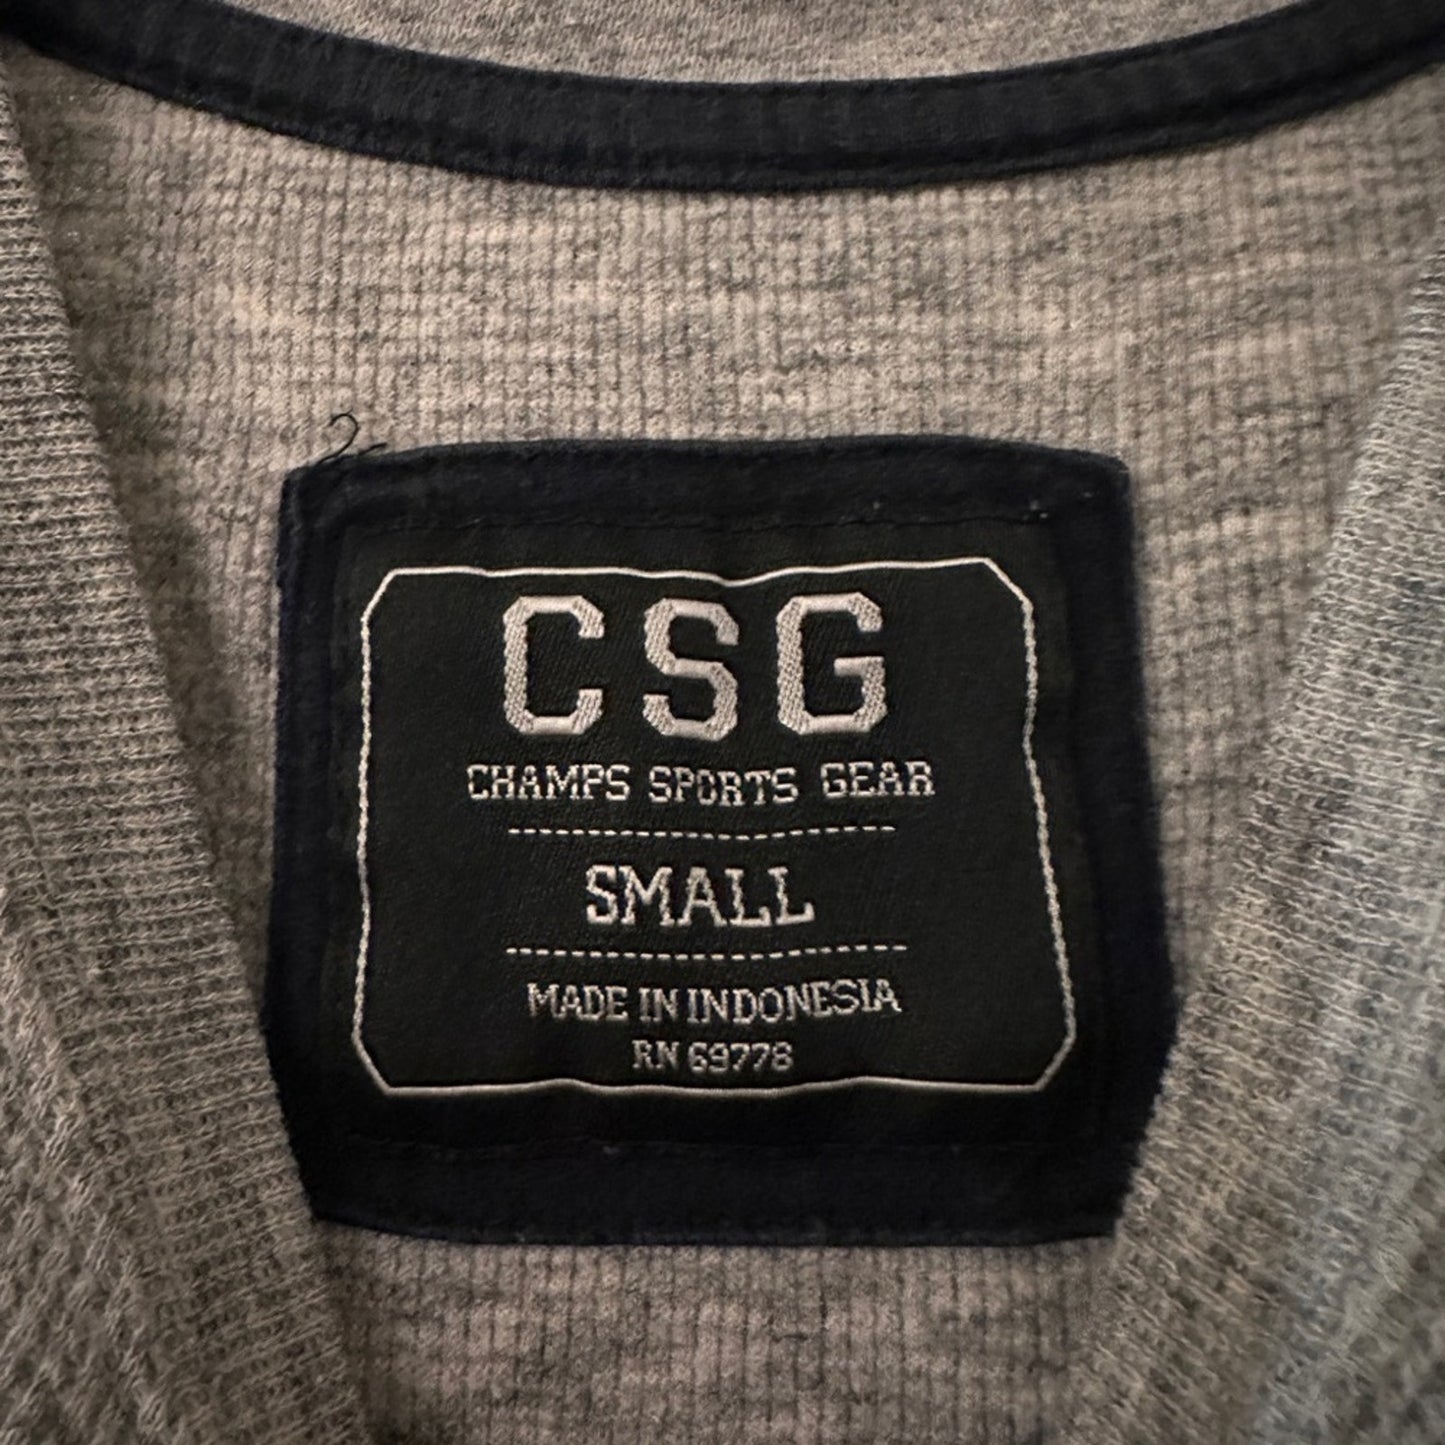 CSG
CHAMPS SPORTS GEAR
SMALL
MADE IN INDONESIA
RN 69778